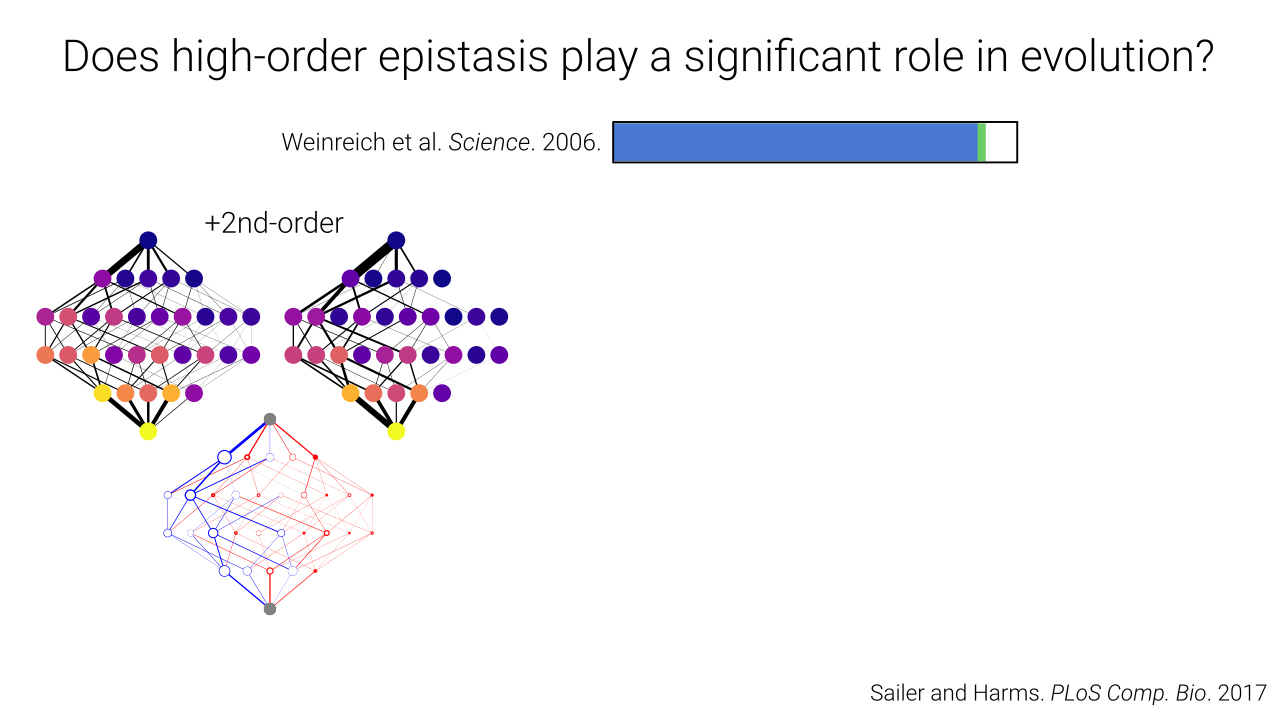 Does high-order epistasis play a significant role in evolution?
Weinreich et al. Science. 2006.
+2nd-order
Sailer and Harms. PLoS Comp. Bio. 2017